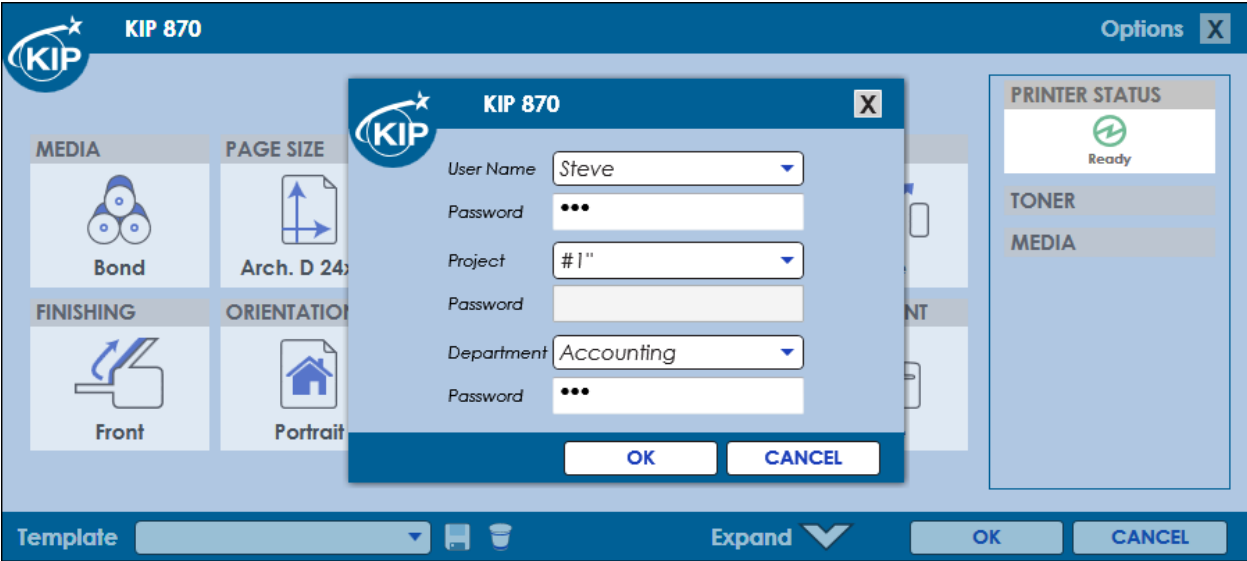 KIP 870
Options X
KIP
PRINTER STATUS
Ready
TONER
MEDIA
MEDIA
Bond
PAGE SIZE
Arch. D 24x
FINISHING
Front
ORIENTATION
Portrait
NT
KIP 870 X
KIP
User Name Steve
Password •••
Project #1"
Password
Department Accounting
Password •••
OK CANCEL
Template Expand OK CANCEL